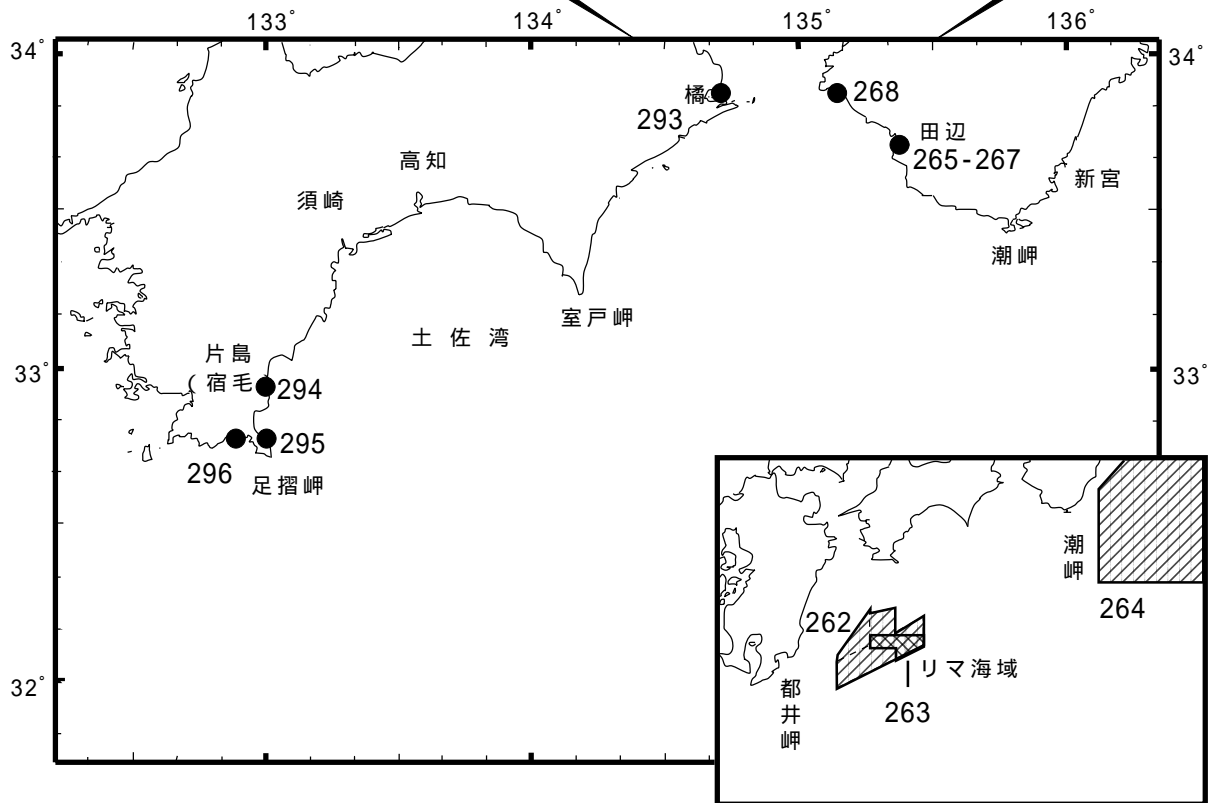 133°
134°
135°
136°
34°
34°
橘
293
268
田辺
265-267
高知
新宮
須崎
潮岬
室戸岬
土佐湾
片島
(宿毛
33°
33°
294
295
296
足摺岬
潮岬
264
262
リマ海域
263
都井岬
32°